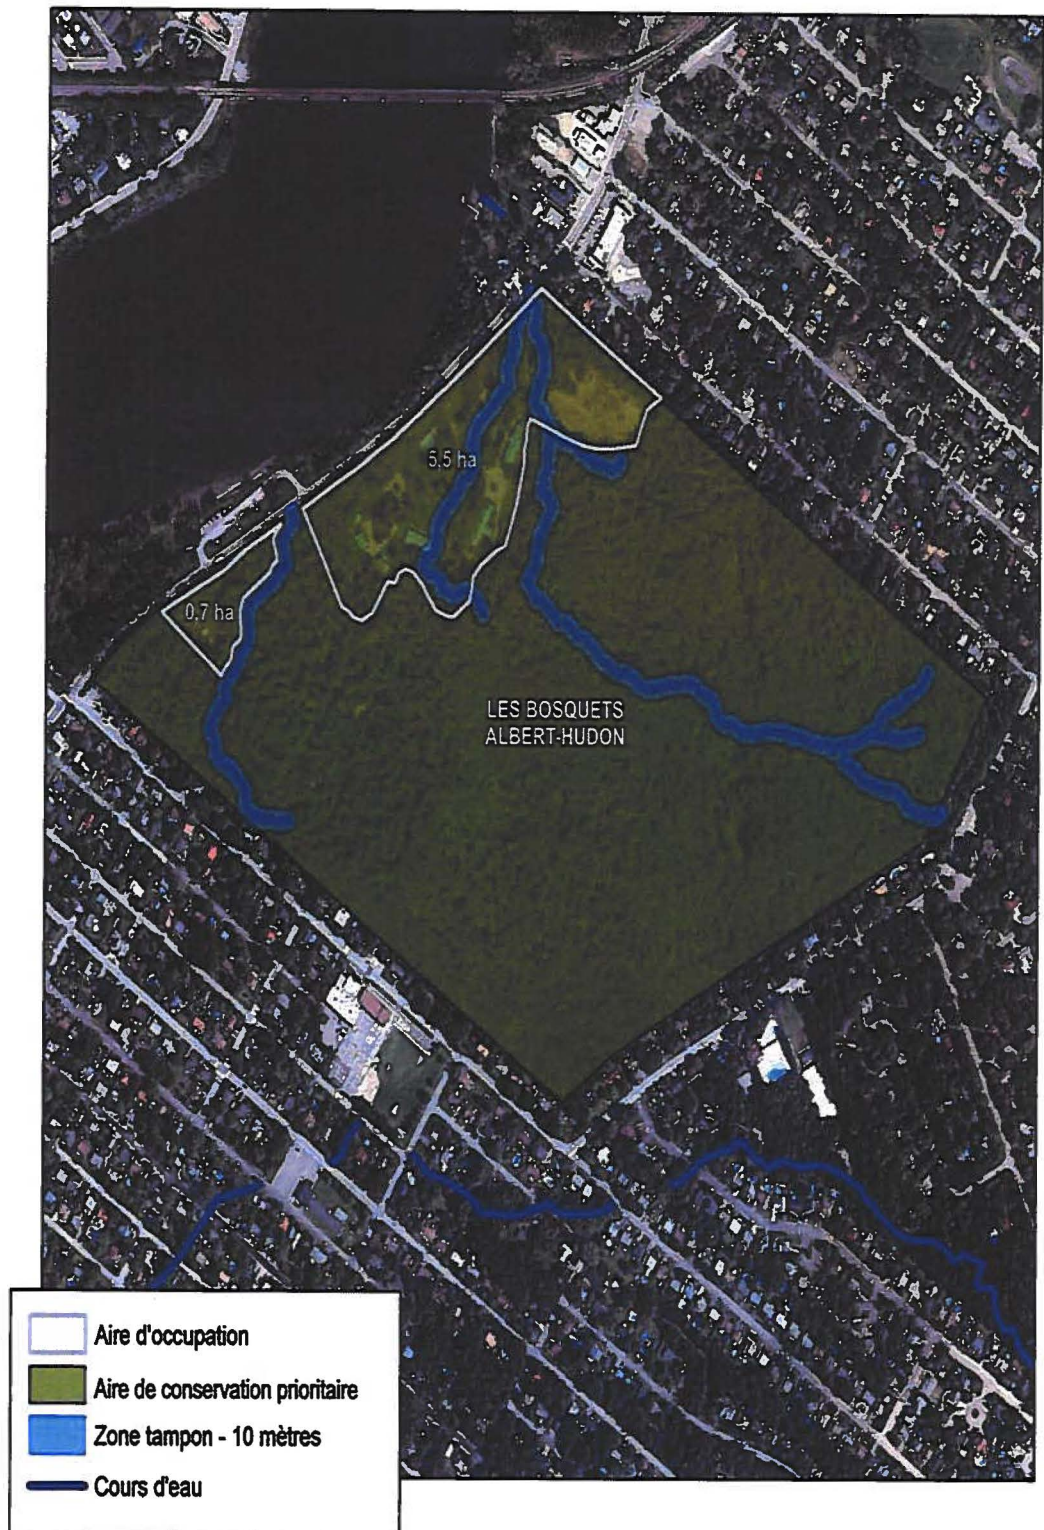 5,5 ha
0,7 ha
LES BOSQUETS
ALBERT-HUDON
Aire d'occupation
Aire de conservation prioritaire
Zone tampon - 10 mètres
Cours d'eau